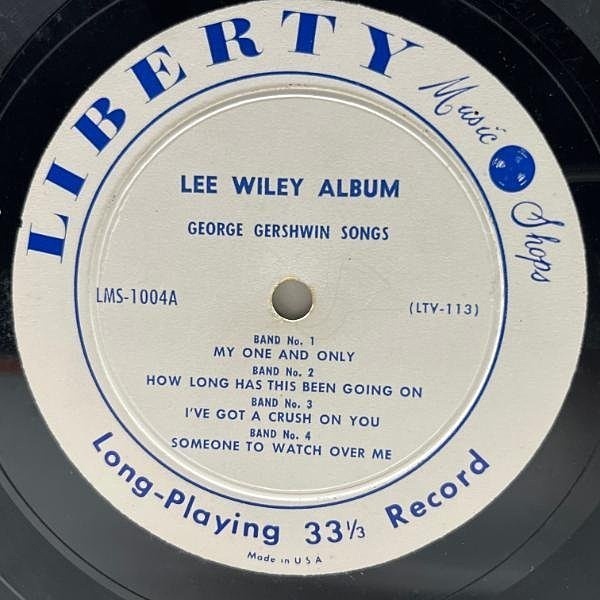 LIBERTY Music Shops
LEE WILEY ALBUM
GEORGE GERSHWIN SONGS
LMS-1004A
(LTV-113)
BAND No. 1
MY ONE AND ONLY
BAND No. 2
HOW LONG HAS THIS BEEN GOING ON
BAND No. 3
I'VE GOT A CRUSH ON YOU
BAND No. 4
SOMEONE TO WATCH OVER ME
Long-Playing 33⅓ Record
Made in U S A